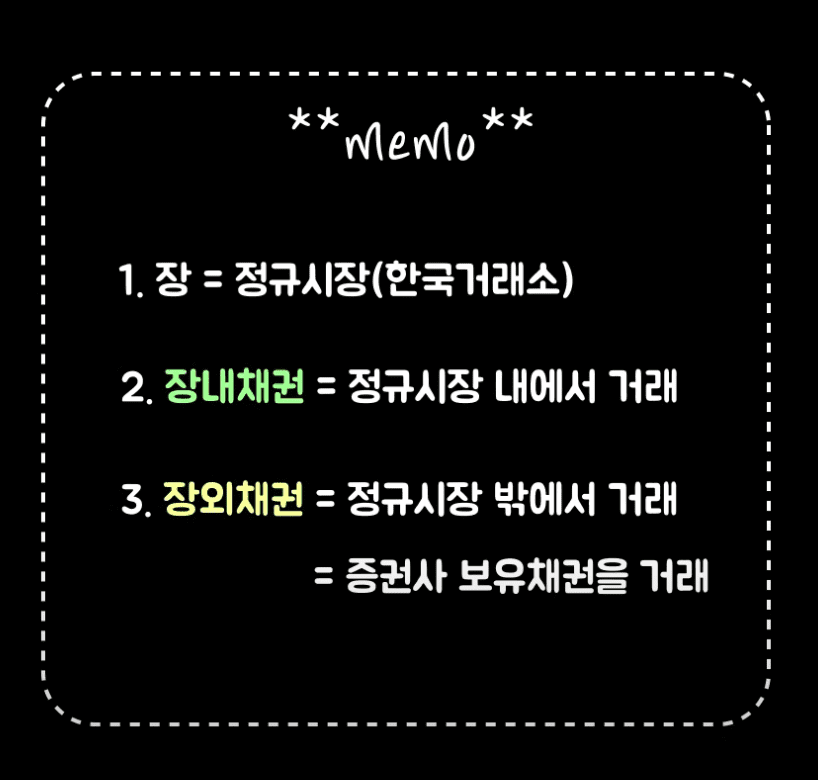 **memo**
1. 장 = 정규시장(한국거래소)
2. 장내채권 = 정규시장 내에서 거래
3. 장외채권 = 정규시장 밖에서 거래
= 증권사 보유채권을 거래